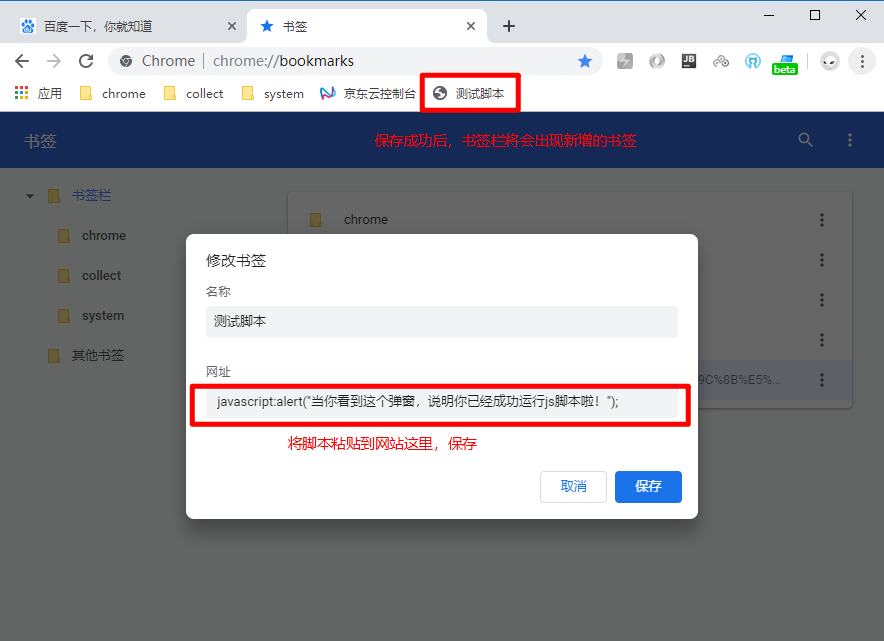 百度一下，你就知道
书签
Chrome
chrome://bookmarks
JB
beta
应用
chrome
collect
system
京东云控制台
测试脚本
书签
保存成功后，书签栏将会出现新增的书签
书签栏
chrome
collect
system
其他书签
chrome
9C%8B%E5%...
修改书签
名称
测试脚本
网址
javascript:alert("当你看到这个弹窗，说明你已经成功运行js脚本啦！");
将脚本粘贴到网站这里，保存
取消
保存